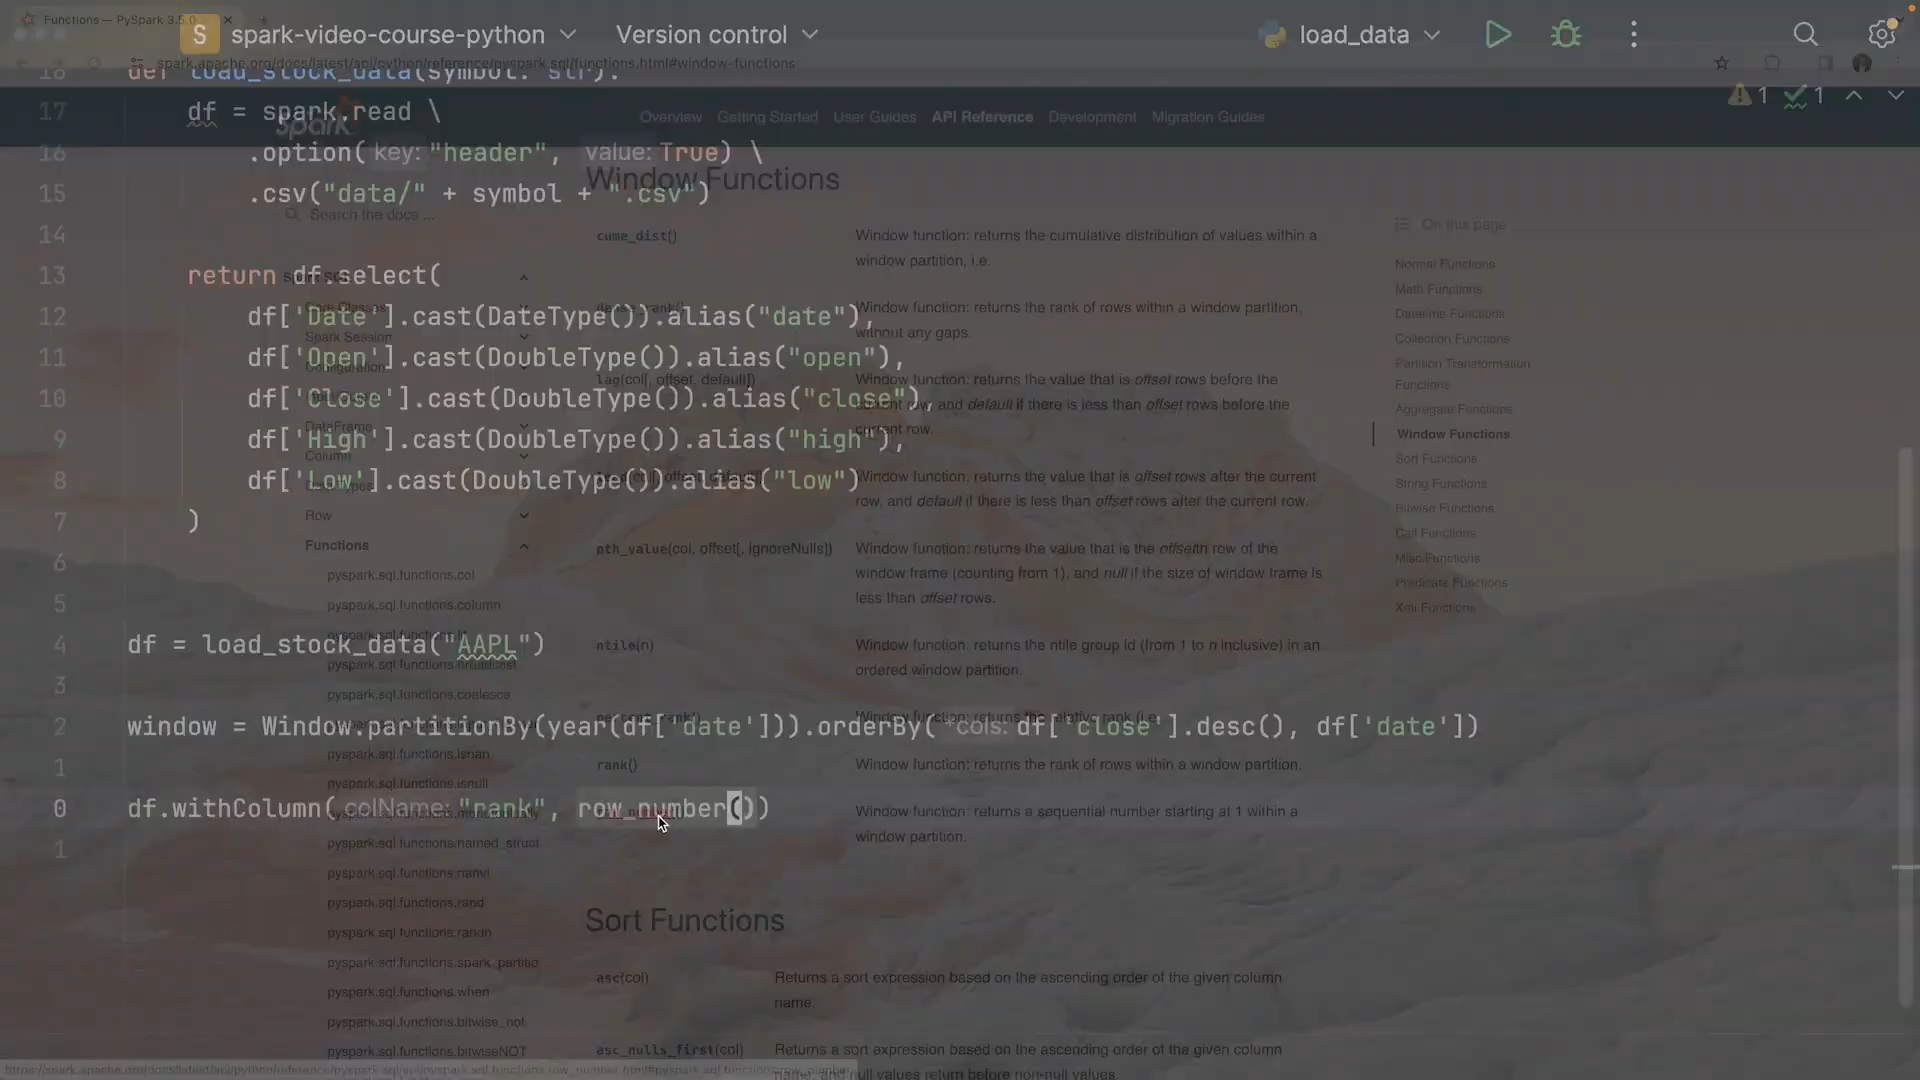 Functions — PySpark 3.5.0
S spark-video-course-python Version control load_data
spark.apache.org/docs/latest/api/python/reference/pyspark.sql/functions.html#window-functions
18 def load_stock_data(symbol: str):
17 df = spark.read \
Spark Overview Getting Started User Guides API Reference Development Migration Guides
1 1
16 .option( key: "header", value: True) \
15 .csv("data/" + symbol + ".csv")
14
13 return df.select(
12 df['Date'].cast(DateType()).alias("date"),
11 df['Open'].cast(DoubleType()).alias("open"),
10 df['Close'].cast(DoubleType()).alias("close"),
9 df['High'].cast(DoubleType()).alias("high"),
8 df['Low'].cast(DoubleType()).alias("low")
7 )
6
5
4 df = load_stock_data("AAPL")
3
2 window = Window.partitionBy(year(df['date'])).orderBy( *cols: df['close'].desc(), df['date'])
1
0 df.withColumn( colName: "rank", row_number())
1
Search the docs ...
Spark Session
Configuration
DataFrame
Column
Row
Functions
pyspark.sql.functions.col
pyspark.sql.functions.column
pyspark.sql.functions.broadcast
pyspark.sql.functions.coalesce
pyspark.sql.functions.isnan
pyspark.sql.functions.isnull
pyspark.sql.functions.named_struct
pyspark.sql.functions.nanvl
pyspark.sql.functions.rand
pyspark.sql.functions.randn
pyspark.sql.functions.spark_partitio
pyspark.sql.functions.when
pyspark.sql.functions.bitwise_not
pyspark.sql.functions.bitwiseNOT
Window Functions
cume_dist()
Window function: returns the cumulative distribution of values within a
window partition, i.e.
dense_rank()
Window function: returns the rank of rows within a window partition,
without any gaps.
lag(col[, offset, default])
Window function: returns the value that is offset rows before the
current row, and default if there is less than offset rows before the
current row.
Window function: returns the value that is offset rows after the current
row, and default if there is less than offset rows after the current row.
nth_value(col, offset[, ignoreNulls])
Window function: returns the value that is the offsetth row of the
window frame (counting from 1), and null if the size of window frame is
less than offset rows.
ntile(n)
Window function: returns the ntile group id (from 1 to n inclusive) in an
ordered window partition.
Window function: returns the relative rank (i.e.
rank()
Window function: returns the rank of rows within a window partition.
Window function: returns a sequential number starting at 1 within a
window partition.
Sort Functions
asc(col)
Returns a sort expression based on the ascending order of the given column
name.
asc_nulls_first(col)
Returns a sort expression based on the ascending order of the given column
name, and null values return before non-null values.
On this page
Normal Functions
Math Functions
Datetime Functions
Collection Functions
Partition Transformation
Functions
Aggregate Functions
Window Functions
Sort Functions
String Functions
Bitwise Functions
Call Functions
Misc Functions
Predicate Functions
Xml Functions